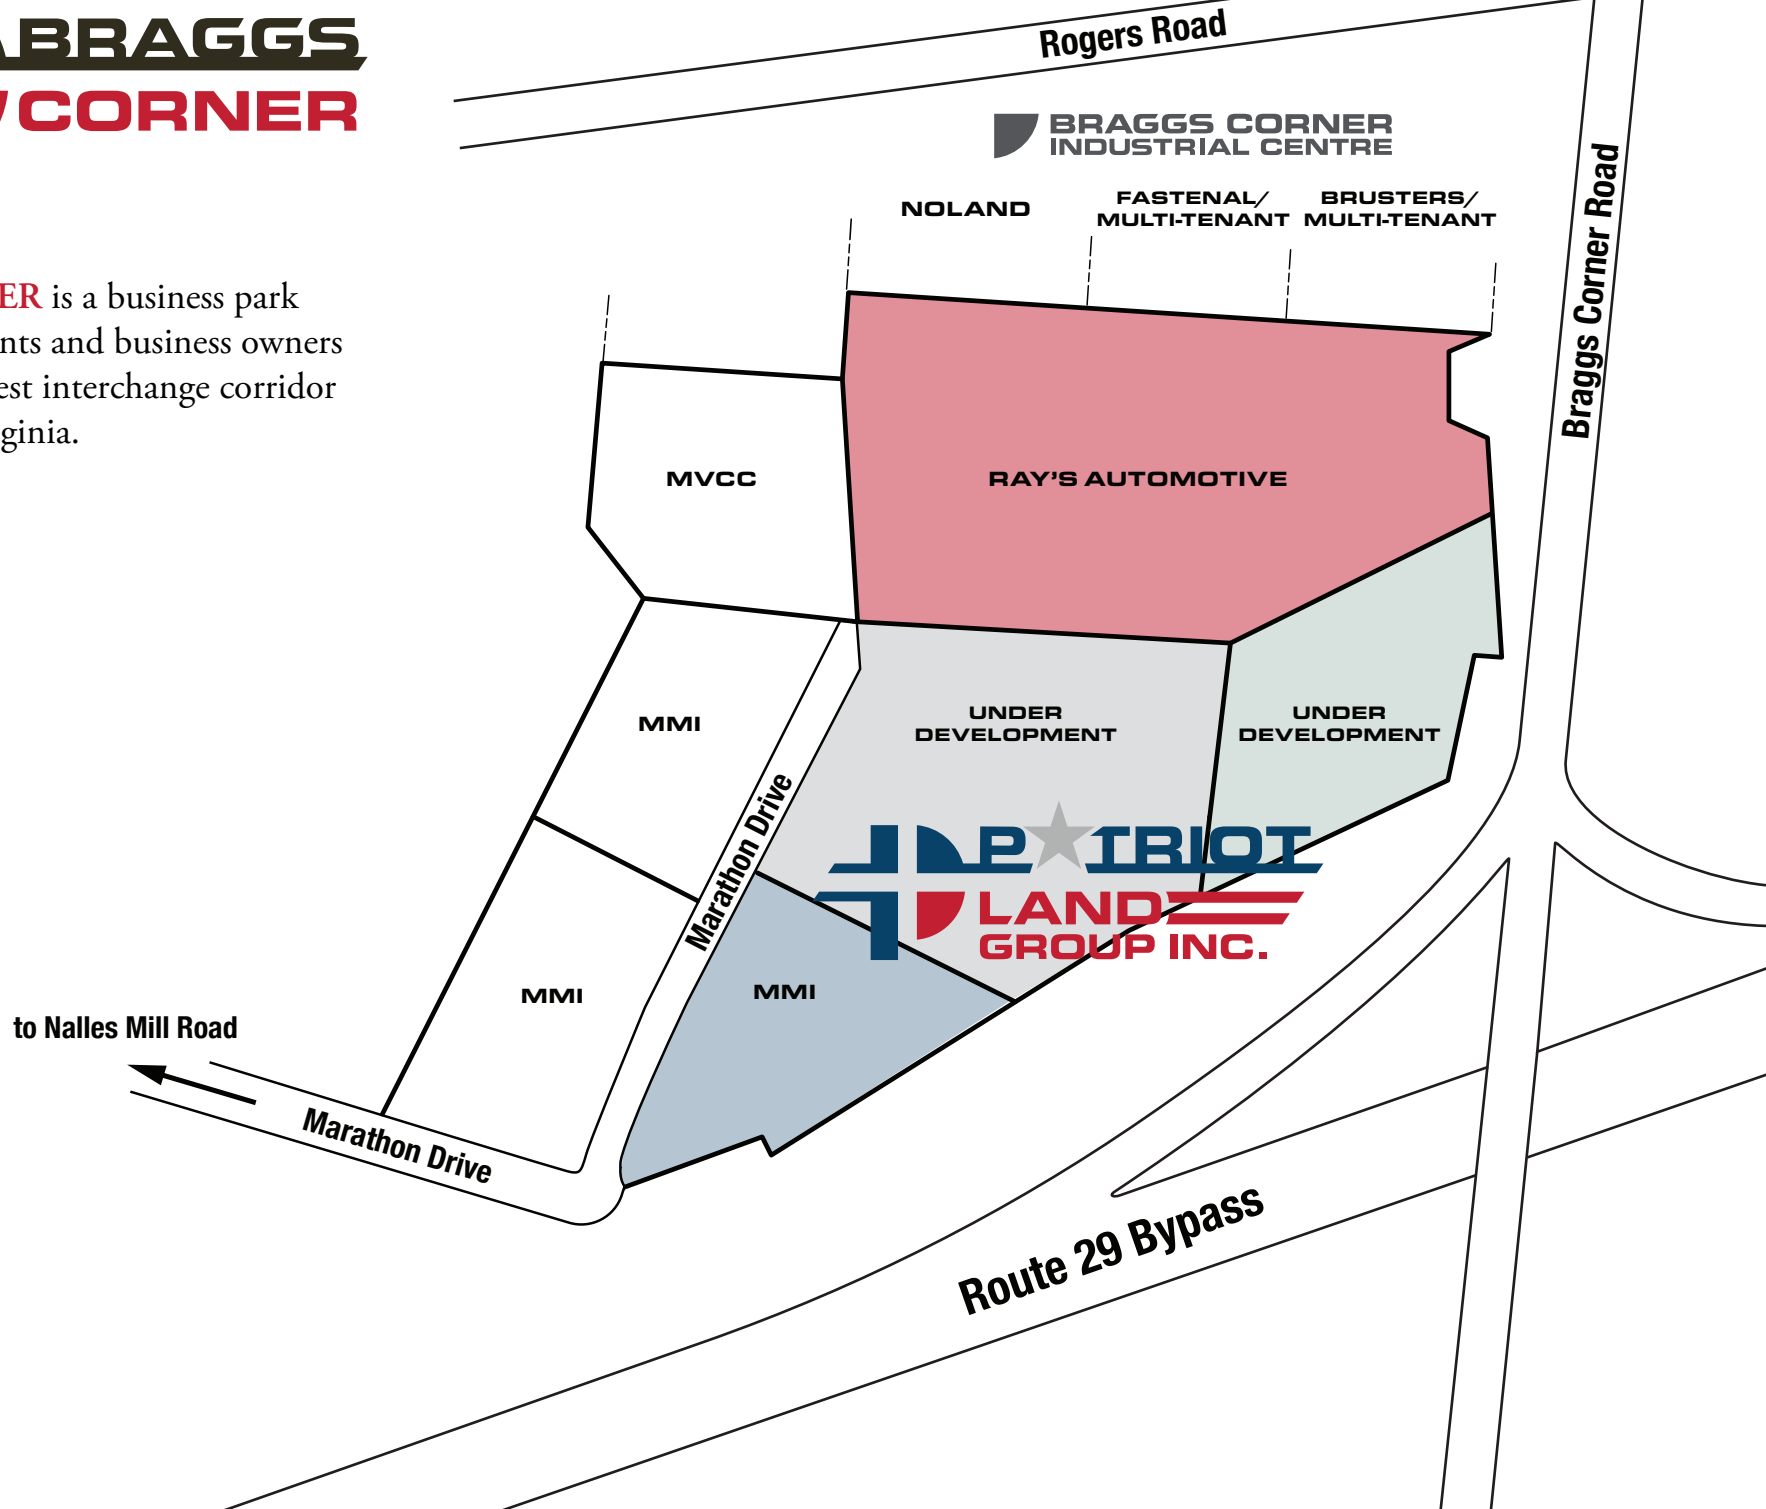 BRAGGS
CORNER
ER is a business park
nts and business owners
est interchange corridor
ginia.
Rogers Road
BRAGGS CORNER
INDUSTRIAL CENTRE
NOLAND
FASTENAL/
MULTI-TENANT
BRUSTERS/
MULTI-TENANT
Braggs Corner Road
MVCC
RAY'S AUTOMOTIVE
MMI
UNDER
DEVELOPMENT
UNDER
DEVELOPMENT
Marathon Drive
PATRIOT
LAND
GROUP INC.
MMI
MMI
to Nalles Mill Road
Marathon Drive
Route 29 Bypass